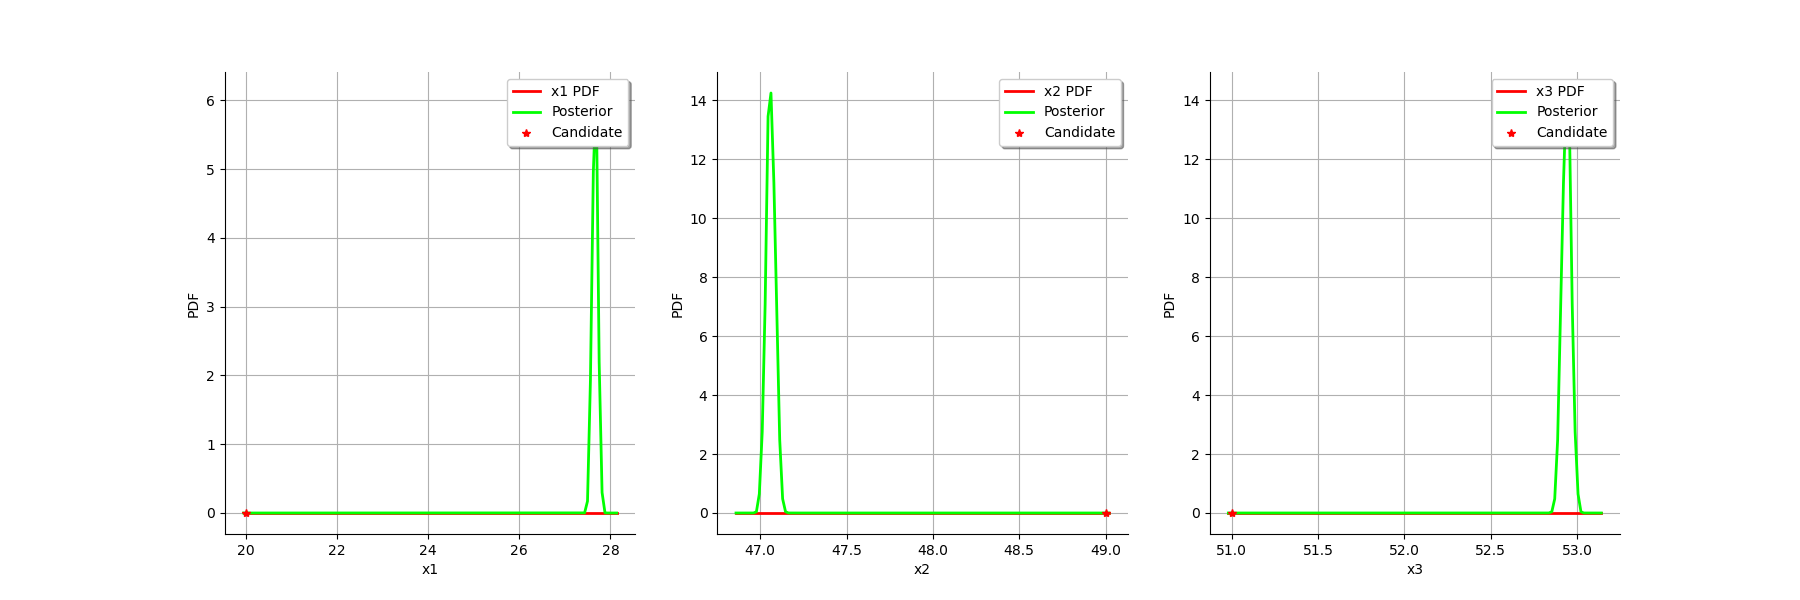 x1 PDF
Posterior
Candidate
6
5
4
3
2
1
0
PDF
20
22
24
26
28
x1
x2 PDF
Posterior
Candidate
14
12
10
8
6
4
2
0
PDF
47.0
47.5
48.0
48.5
49.0
x2
x3 PDF
Posterior
Candidate
14
12
10
8
6
4
2
0
PDF
51.0
51.5
52.0
52.5
53.0
x3